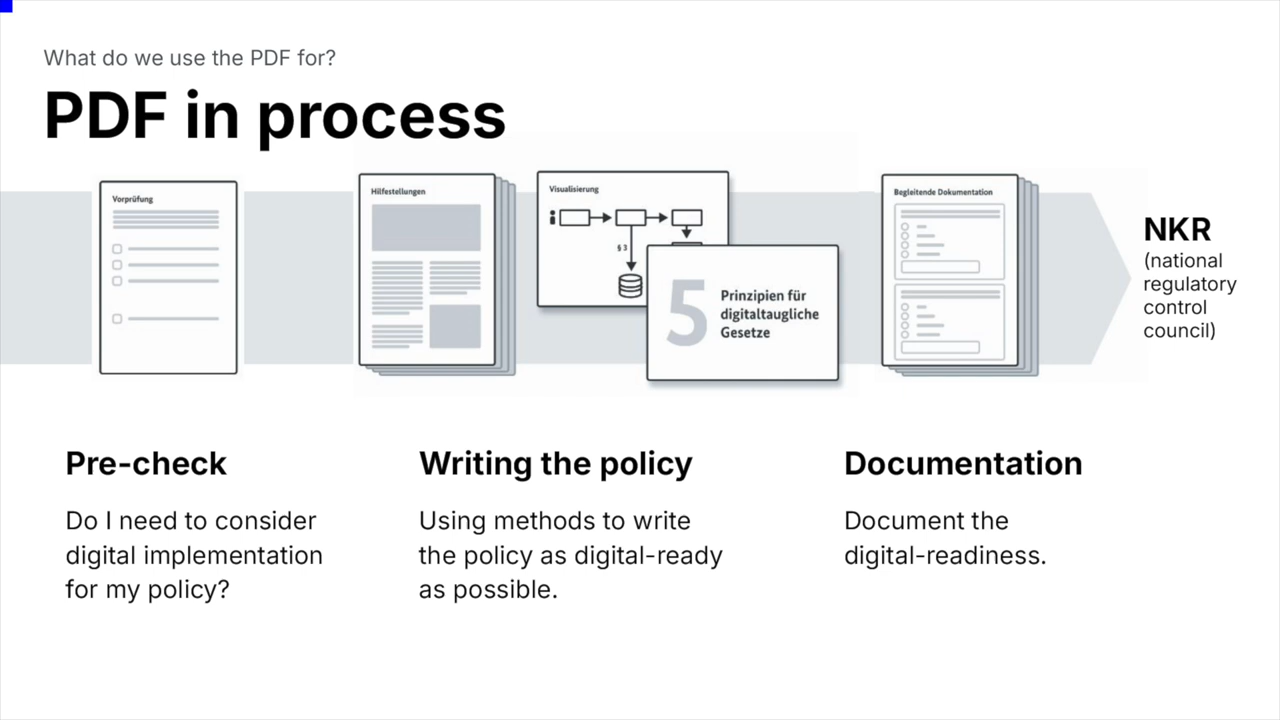 What do we use the PDF for?
PDF in process
Vorprüfung
Hilfestellungen
Visualisierung
§ 3
5
Prinzipien für
digitaltaugliche
Gesetze
Begleitende Dokumentation
NKR
(national
regulatory
control
council)
Pre-check
Do I need to consider
digital implementation
for my policy?
Writing the policy
Using methods to write
the policy as digital-ready
as possible.
Documentation
Document the
digital-readiness.